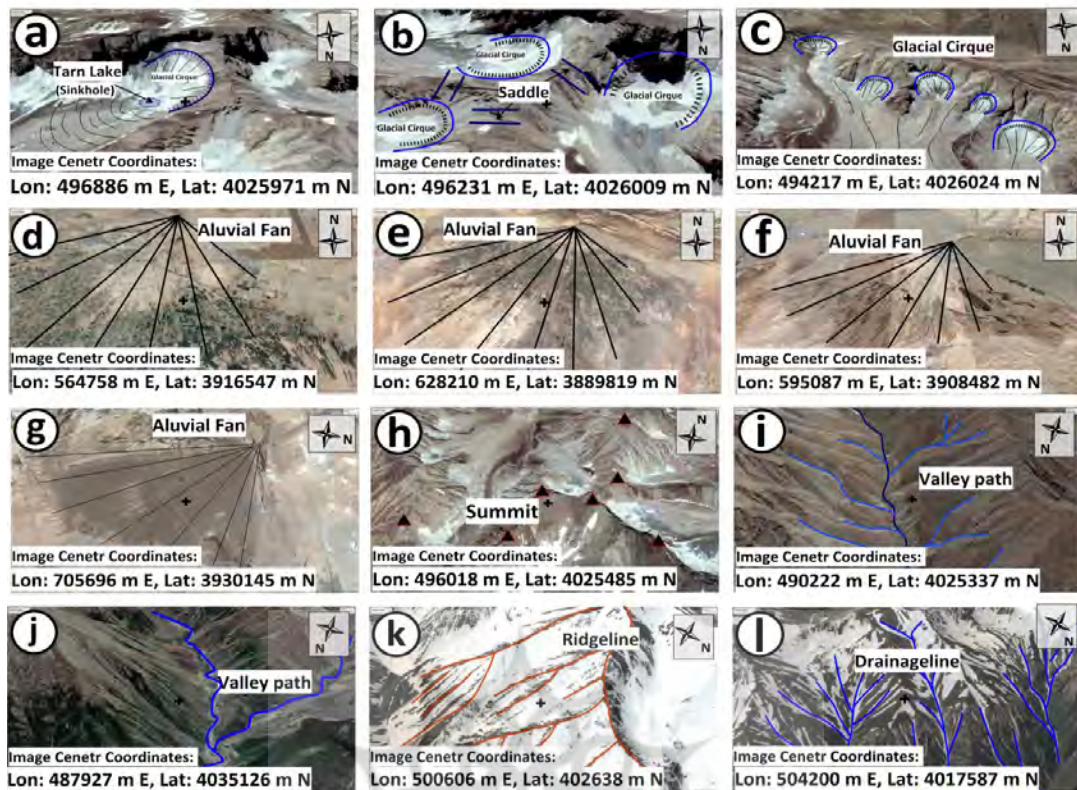 a
N
Tarn Lake
(Sinkhole)
Glacial Cirque
Image Cenetr Coordinates:
Lon: 496886 m E, Lat: 4025971 m N
b
N
Glacial Cirque
Saddle
Glacial Cirque
Glacial Cirque
Image Cenetr Coordinates:
Lon: 496231 m E, Lat: 4026009 m N
c
N
Glacial Cirque
Image Cenetr Coordinates:
Lon: 494217 m E, Lat: 4026024 m N
d
N
Aluvial Fan
Image Cenetr Coordinates:
Lon: 564758 m E, Lat: 3916547 m N
e
N
Aluvial Fan
Image Cenetr Coordinates:
Lon: 628210 m E, Lat: 3889819 m N
f
N
Aluvial Fan
Image Cenetr Coordinates:
Lon: 595087 m E, Lat: 3908482 m N
g
N
Aluvial Fan
Image Cenetr Coordinates:
Lon: 705696 m E, Lat: 3930145 m N
h
N
Summit
Image Cenetr Coordinates:
Lon: 496018 m E, Lat: 4025485 m N
i
N
Valley path
Image Cenetr Coordinates:
Lon: 490222 m E, Lat: 4025337 m N
j
N
Valley path
Image Cenetr Coordinates:
Lon: 487927 m E, Lat: 4035126 m N
k
N
Ridgeline
Image Cenetr Coordinates:
Lon: 500606 m E, Lat: 402638 m N
l
N
Drainageline
Image Cenetr Coordinates:
Lon: 504200 m E, Lat: 4017587 m N